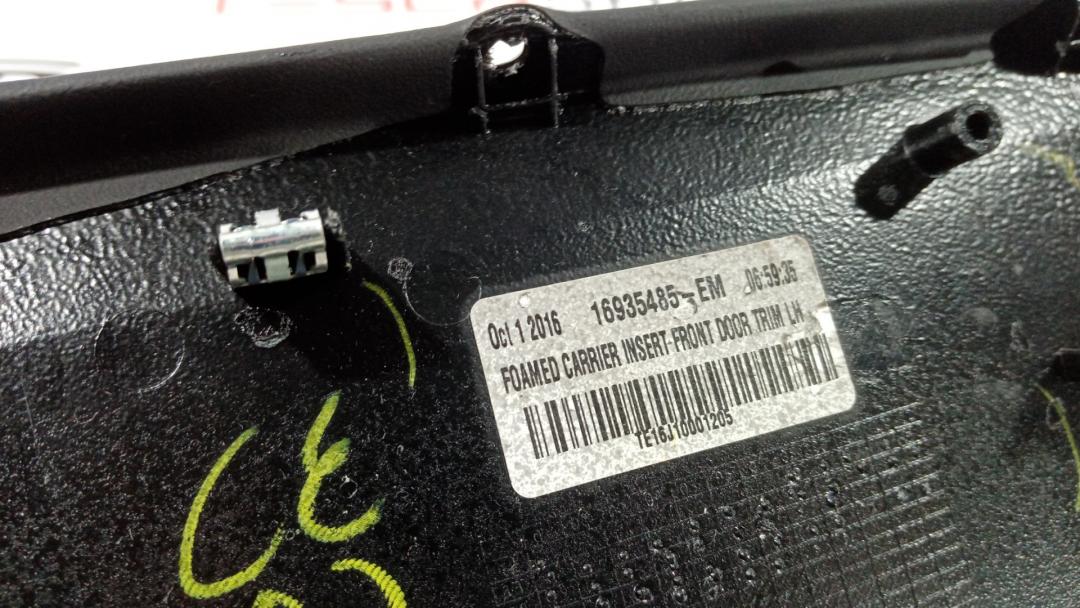 Oct 1 2016 16935485-EM 06:59:35
FOAMED CARRIER INSERT-FRONT DOOR TRIM LH
TE16J10001205